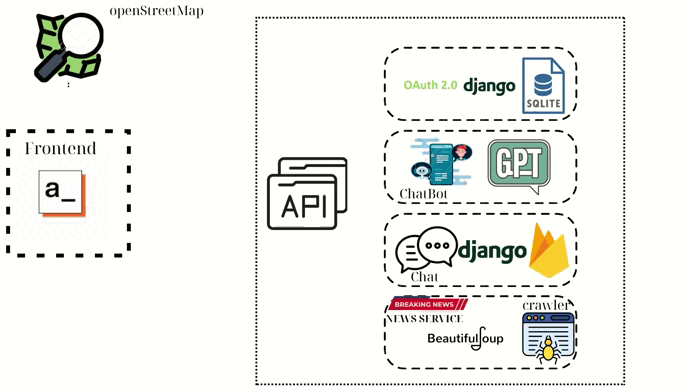 openStreetMap
:
Frontend
a_
API
OAuth 2.0 django
SQLITE
GPT
ChatBot
django
Chat
BREAKING NEWS
NEWS SERVICE
crawler
BeautifulSoup